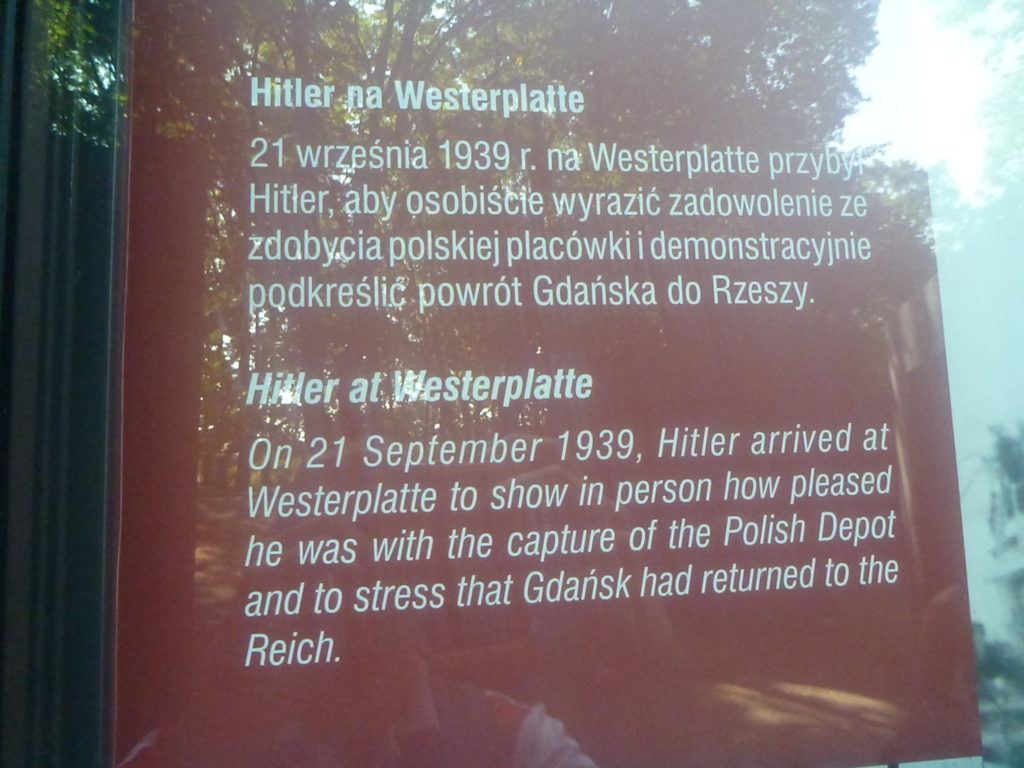 Hitler na Westerplatte
21 września 1939 r. na Westerplatte przybył
Hitler, aby osobiście wyrazić zadowolenie ze
zdobycia polskiej placówki i demonstracyjnie
podkreślić powrót Gdańska do Rzeszy.
Hitler at Westerplatte
On 21 September 1939, Hitler arrived at
Westerplatte to show in person how pleased
he was with the capture of the Polish Depot
and to stress that Gdańsk had returned to the
Reich.